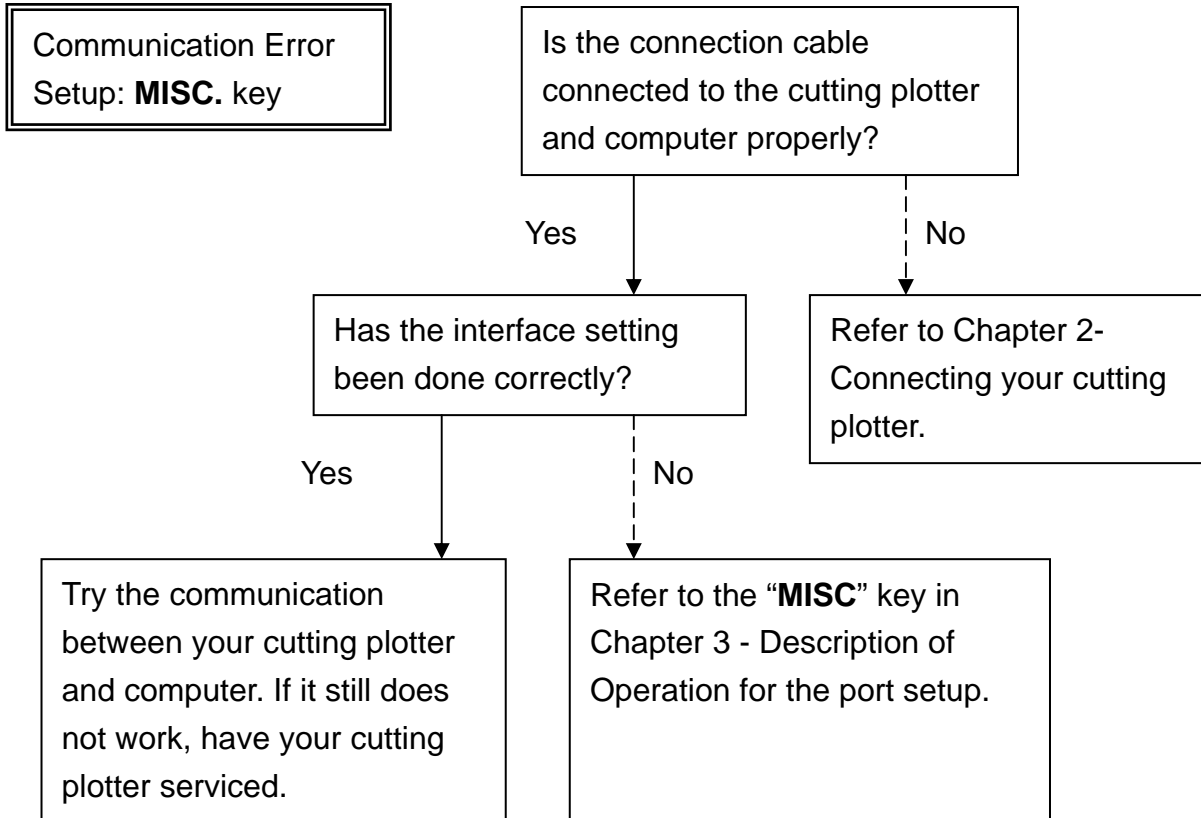 Communication Error
Setup: MISC. key
Is the connection cable
connected to the cutting plotter
and computer properly?
Yes
No
Has the interface setting
been done correctly?
Refer to Chapter 2-
Connecting your cutting
plotter.
Yes
No
Try the communication
between your cutting plotter
and computer. If it still does
not work, have your cutting
plotter serviced.
Refer to the “MISC” key in
Chapter 3 - Description of
Operation for the port setup.